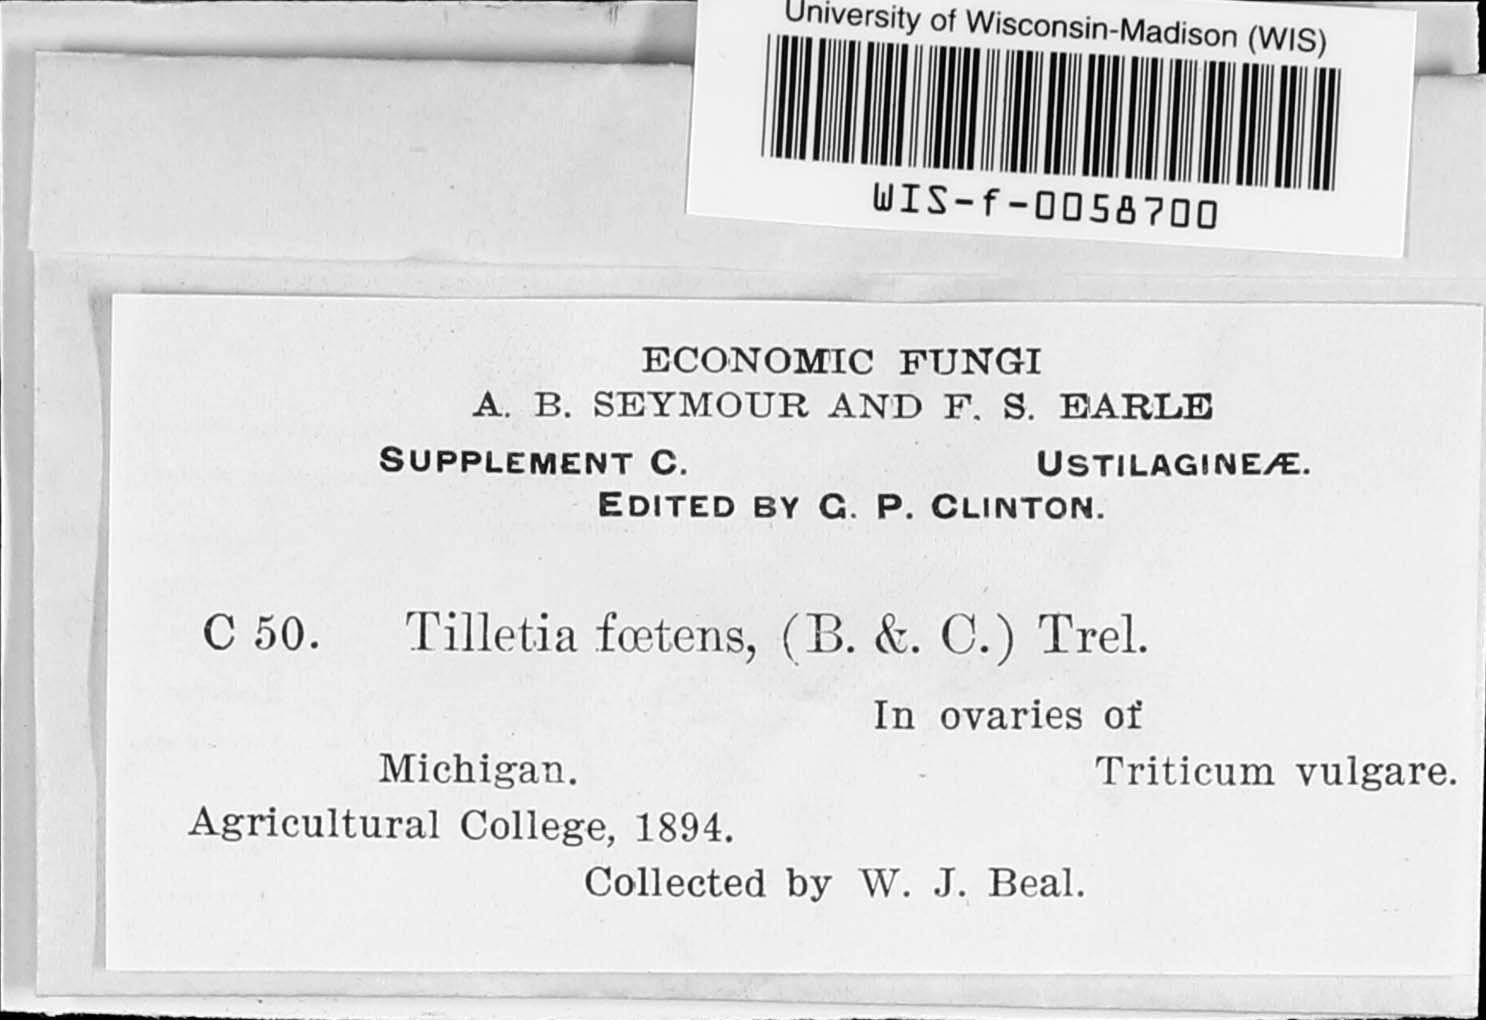 University of Wisconsin-Madison (WIS)
WIS-f-0058700
ECONOMIC FUNGI
A. B. SEYMOUR AND F. S. EARLE
SUPPLEMENT C. USTILAGINEÆ.
EDITED BY G. P. CLINTON.
C 50. Tilletia fœtens, (B. &. C.) Trel.
In ovaries of
Michigan. Triticum vulgare.
Agricultural College, 1894.
Collected by W. J. Beal.